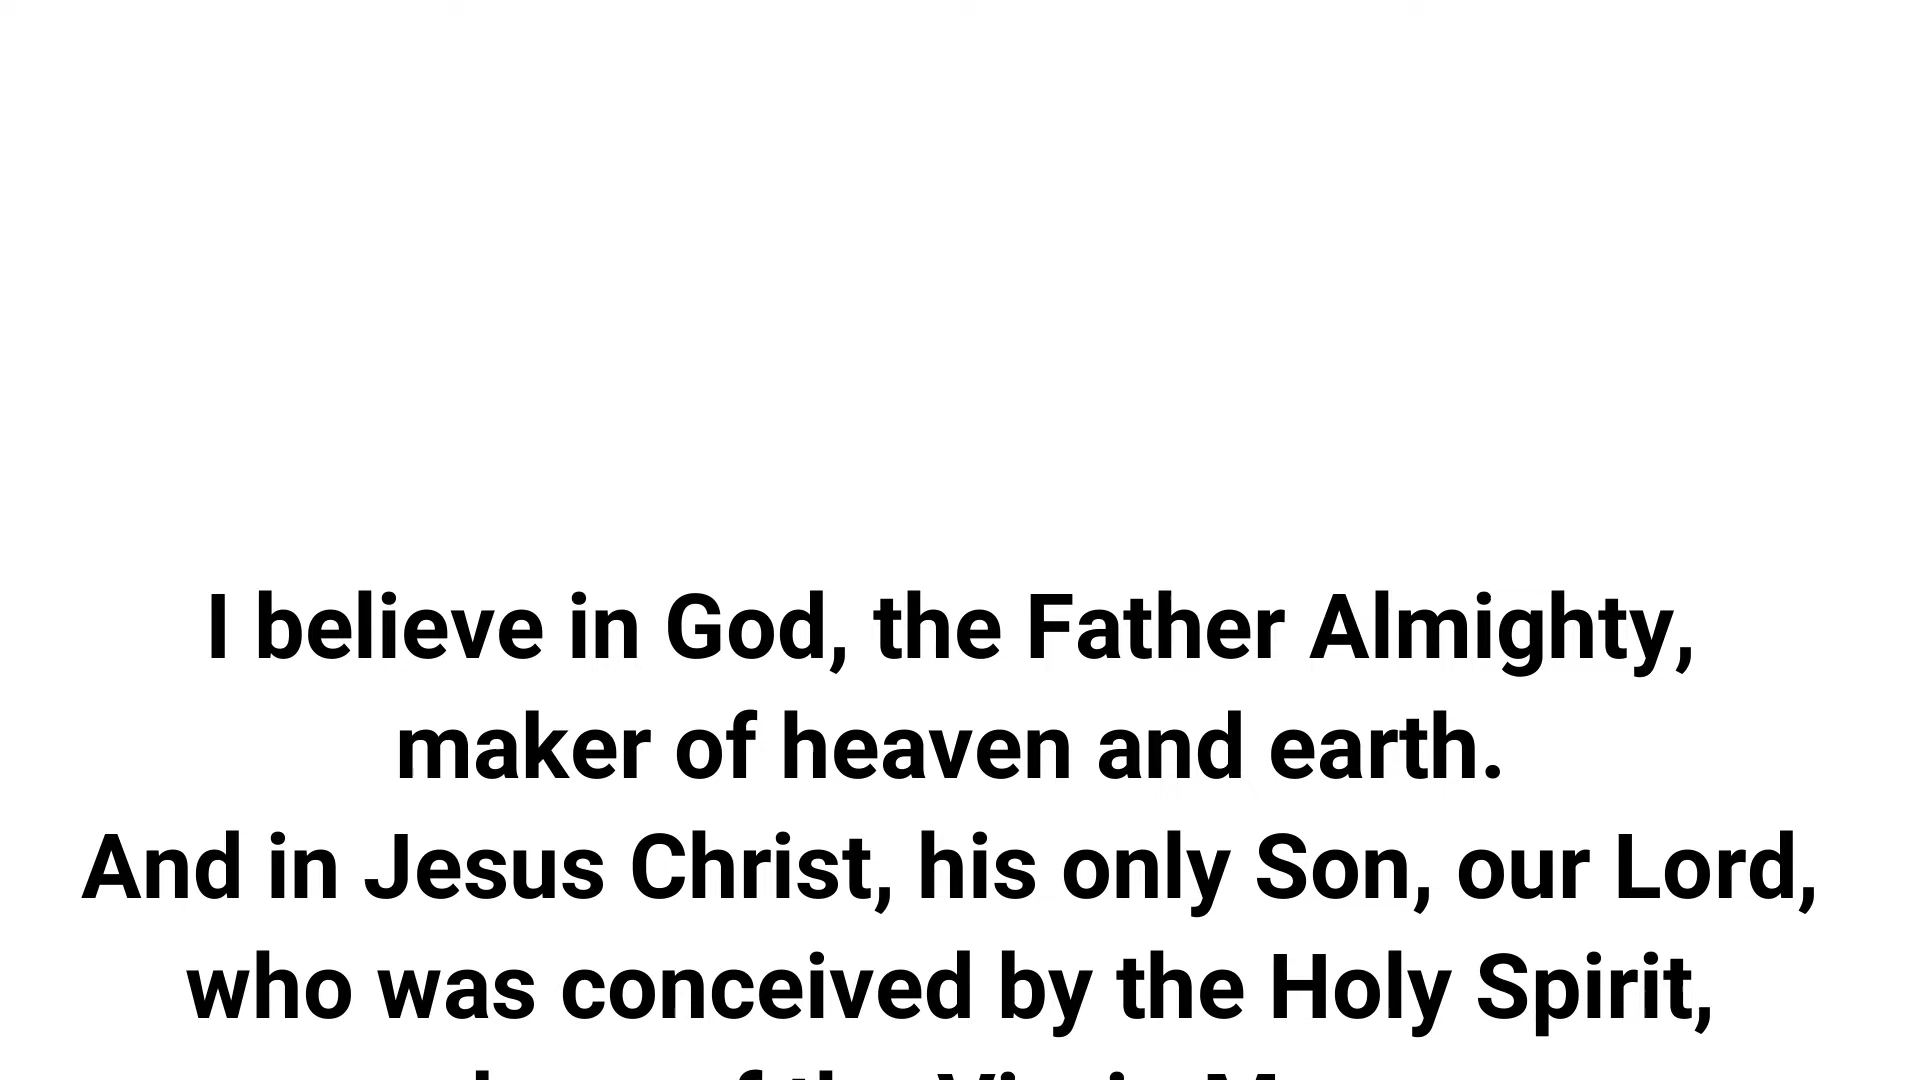 I believe in God, the Father Almighty,
maker of heaven and earth.
And in Jesus Christ, his only Son, our Lord,
who was conceived by the Holy Spirit,